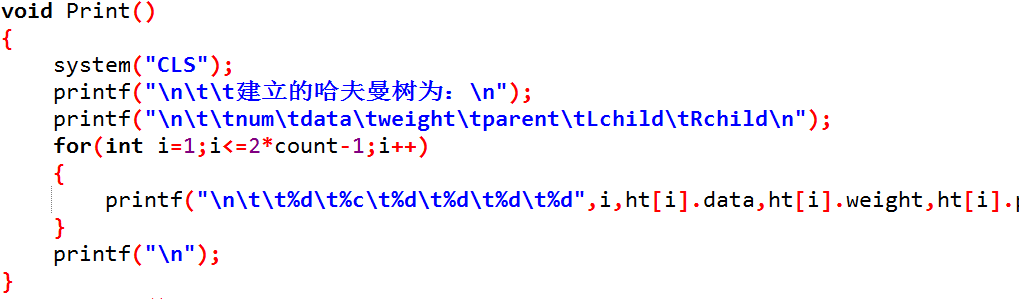 void Print()
{
    system("CLS");
    printf("\n\t\t建立的哈夫曼树为：\n");
    printf("\n\t\tnum\tdata\tweight\tparent\tLchild\tRchild\n");
    for(int i=1;i<=2*count-1;i++)
    {
        printf("\n\t\t%d\t%c\t%d\t%d\t%d\t%d",i,ht[i].data,ht[i].weight,ht[i].
    }
    printf("\n");
}